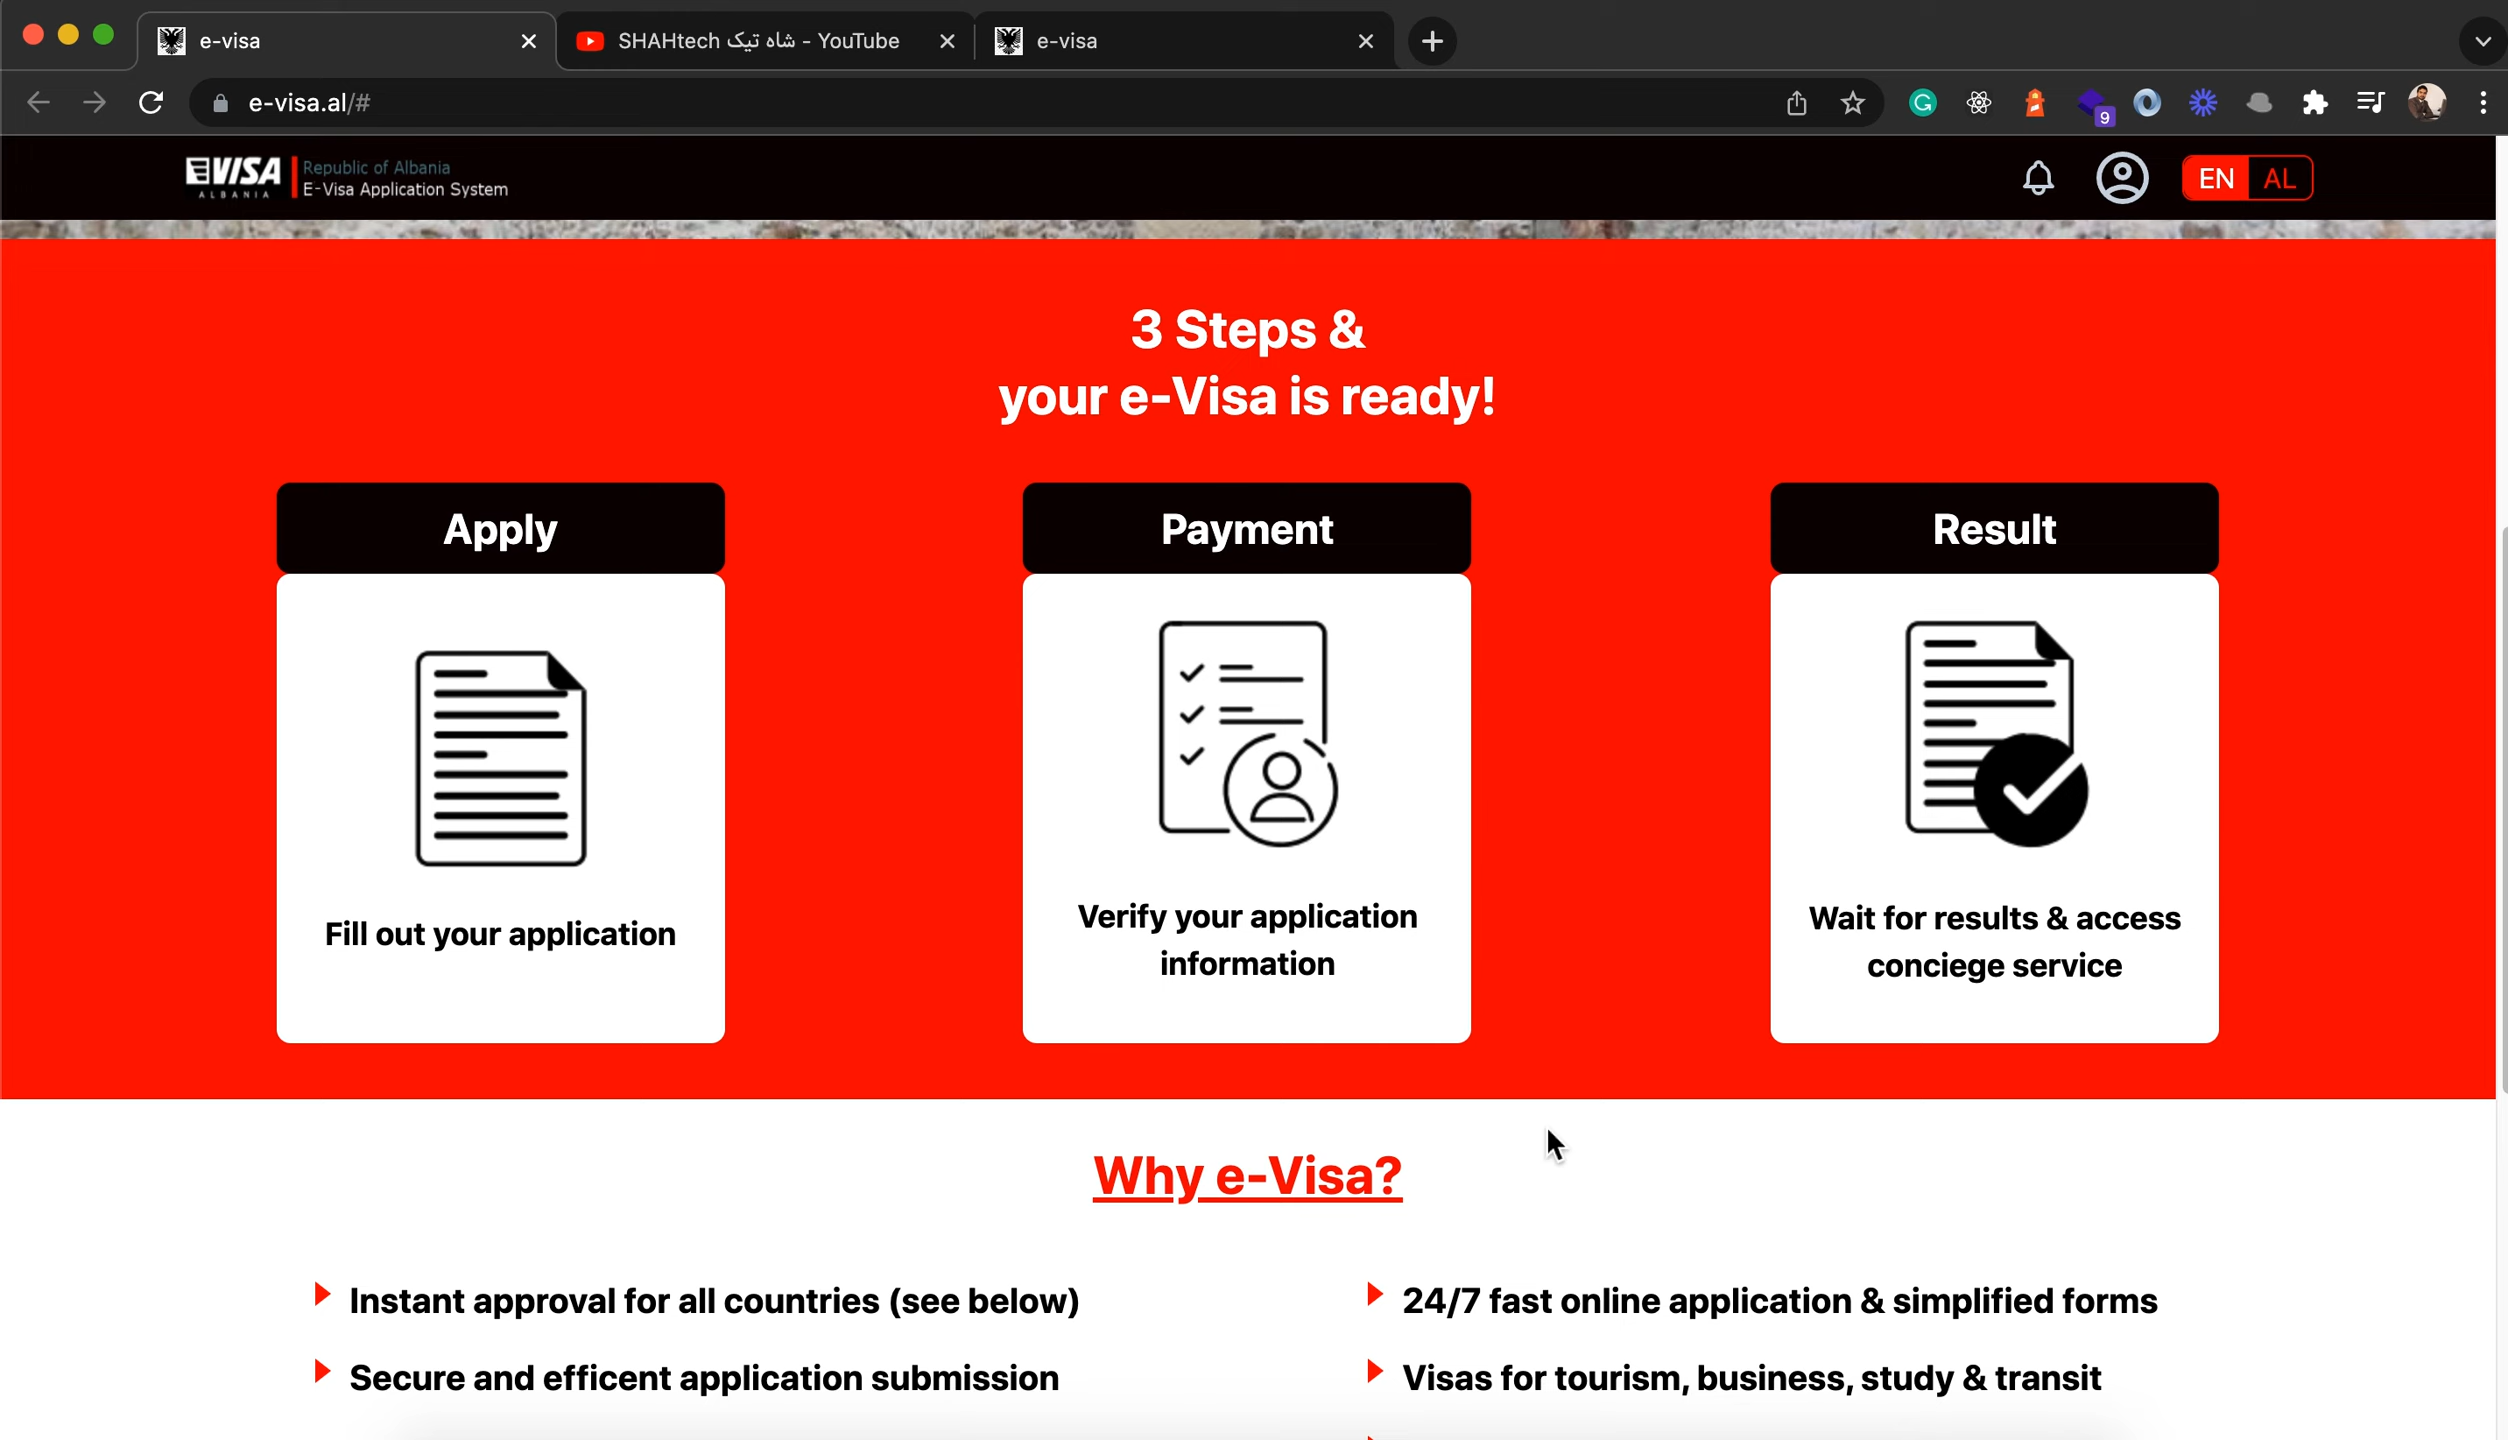 e-visa
SHAHtech شاه تیک - YouTube
e-visa
e-visa.al/#
9
EVISA
ALBANIA
Republic of Albania
E-Visa Application System
EN
AL
3 Steps &
your e-Visa is ready!
Apply
Fill out your application
Payment
Verify your application
information
Result
Wait for results & access
conciege service
Why e-Visa?
Instant approval for all countries (see below)
24/7 fast online application & simplified forms
Secure and efficent application submission
Visas for tourism, business, study & transit